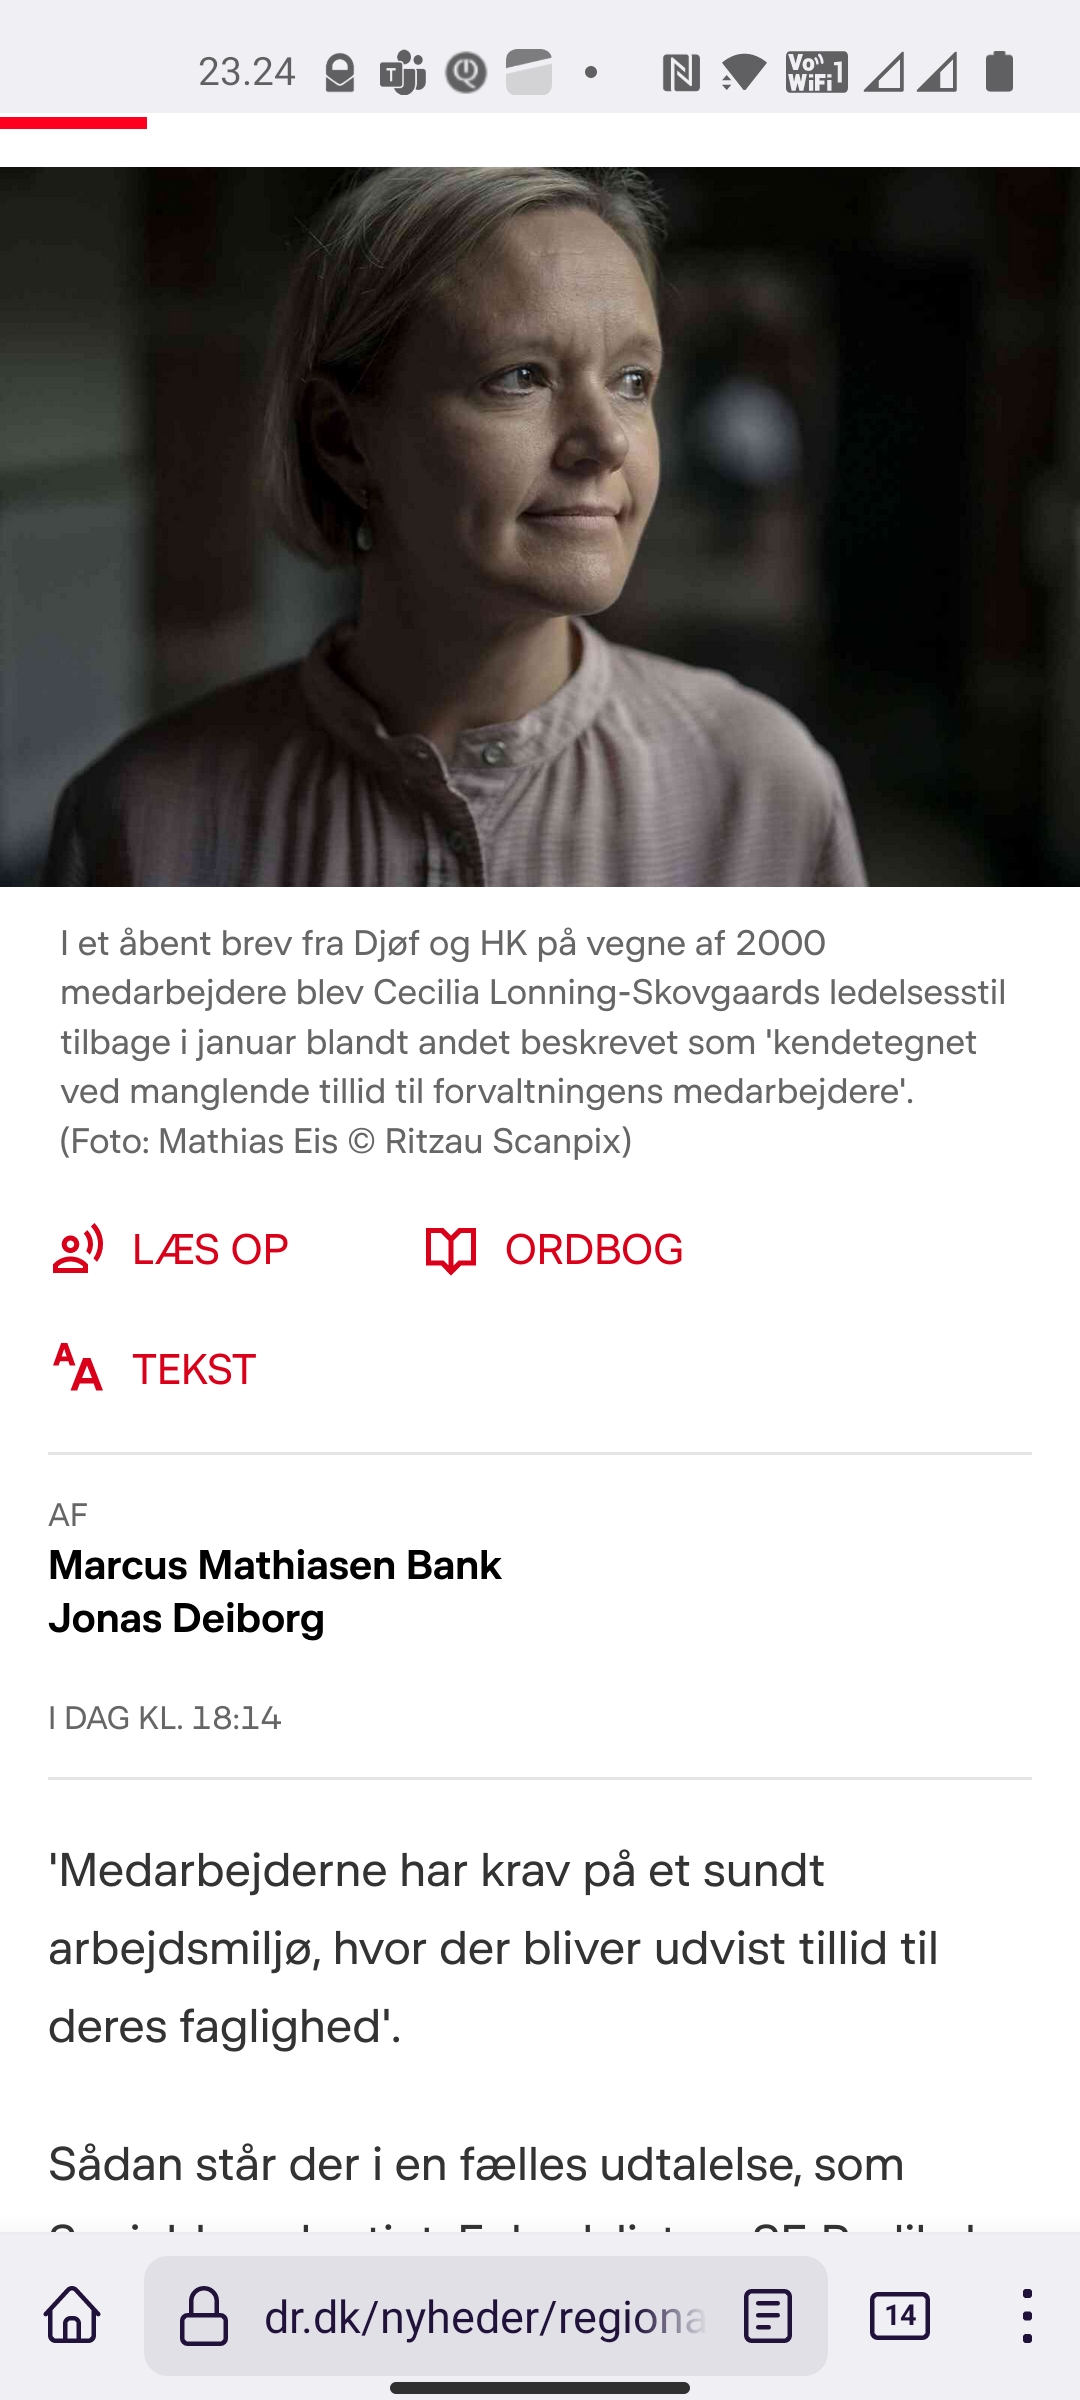 23.24
Vo WiFi 1
I et åbent brev fra Djøf og HK på vegne af 2000
medarbejdere blev Cecilia Lonning-Skovgaards ledelsesstil
tilbage i januar blandt andet beskrevet som 'kendetegnet
ved manglende tillid til forvaltningens medarbejdere'.
(Foto: Mathias Eis © Ritzau Scanpix)
LÆS OP ORDBOG
TEKST
AF
Marcus Mathiasen Bank
Jonas Deiborg
I DAG KL. 18:14
'Medarbejderne har krav på et sundt
arbejdsmiljø, hvor der bliver udvist tillid til
deres faglighed'.
Sådan står der i en fælles udtalelse, som
dr.dk/nyheder/regiona
14